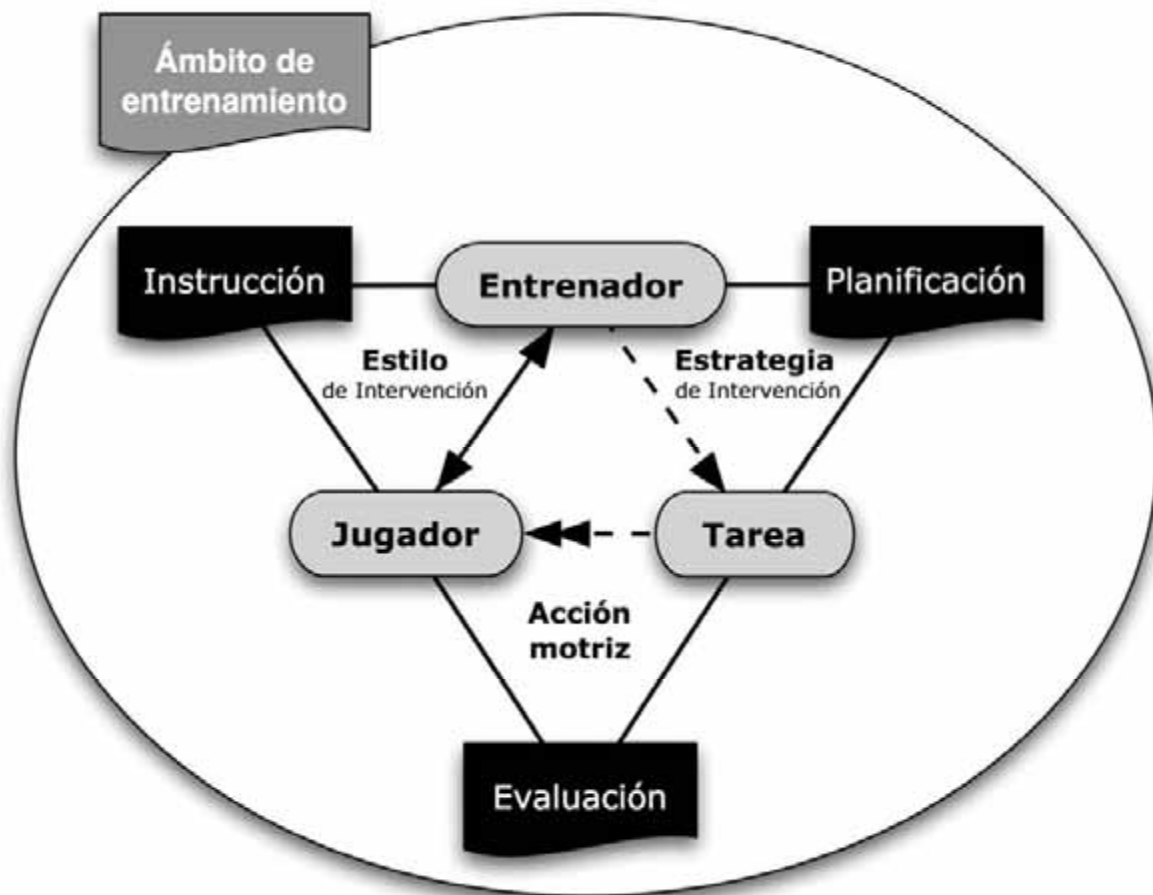 Ámbito de
entrenamiento
Instrucción
Entrenador
Planificación
Estilo
de Intervención
Estrategia
de Intervención
Jugador
Tarea
Acción
motriz
Evaluación